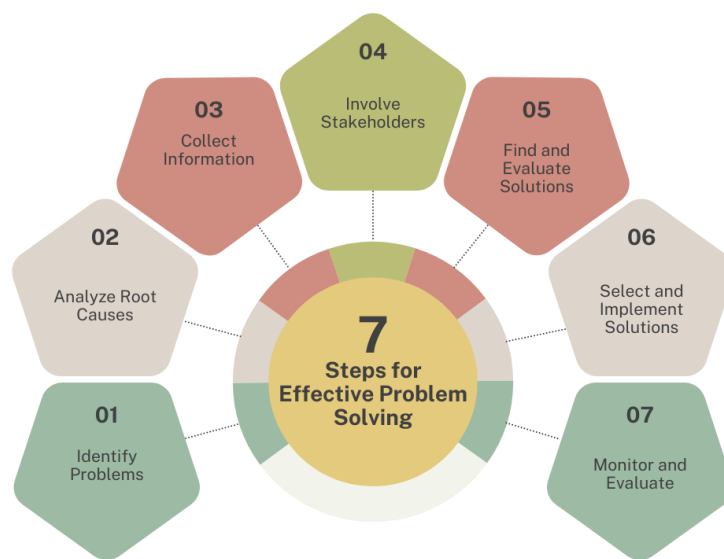 01
Identify
Problems
02
Analyze Root
Causes
03
Collect
Information
04
Involve
Stakeholders
05
Find and
Evaluate
Solutions
06
Select and
Implement
Solutions
07
Monitor and
Evaluate
7
Steps for
Effective Problem
Solving